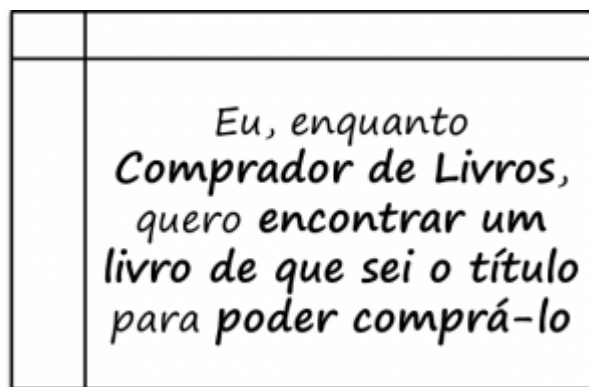 Eu, enquanto
Comprador de Livros,
quero encontrar um
livro de que sei o título
para poder comprá-lo